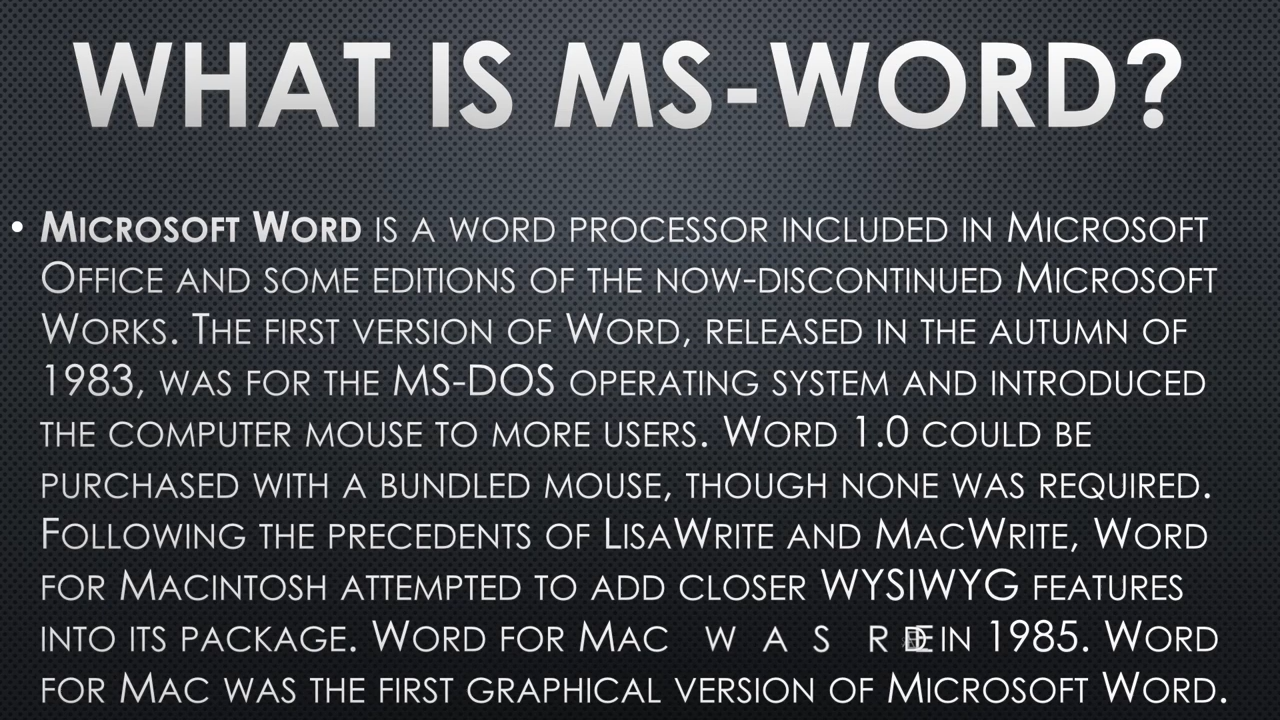 WHAT IS MS-WORD?
• Microsoft Word is a word processor included in Microsoft
Office and some editions of the now-discontinued Microsoft
Works. The first version of Word, released in the autumn of
1983, was for the MS-DOS operating system and introduced
the computer mouse to more users. Word 1.0 could be
purchased with a bundled mouse, though none was required.
Following the precedents of LisaWrite and MacWrite, Word
for Macintosh attempted to add closer WYSIWYG features
into its package. Word for Mac was in 1985. Word
for Mac was the first graphical version of Microsoft Word.